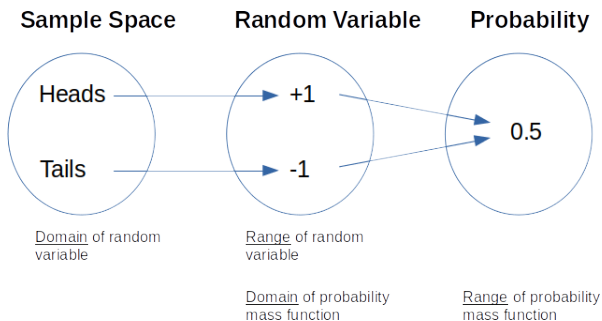 Sample Space
Random Variable
Probability
Heads
+1
0.5
Tails
-1
Domain of random
variable
Range of random
variable
Domain of probability
mass function
Range of probability
mass function